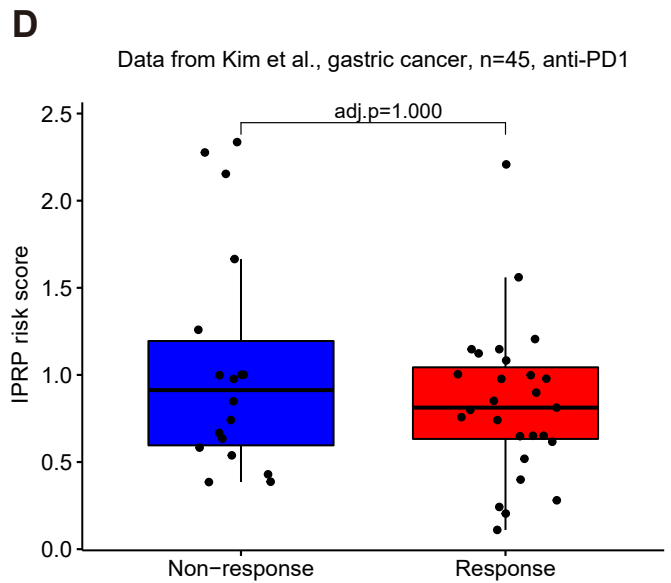 D
Data from Kim et al., gastric cancer, n=45, anti-PD1
adj.p=1.000
2.5
2.0
1.5
1.0
0.5
0.0
IPRP risk score
Non−response
Response